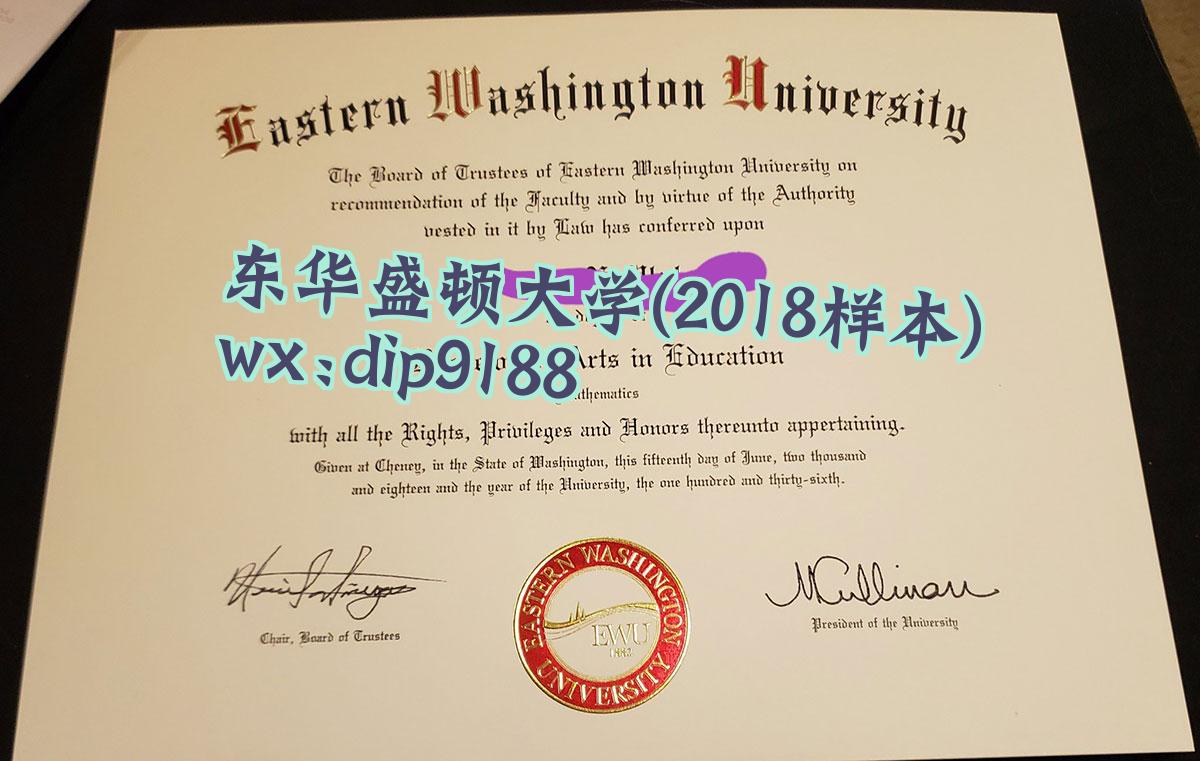 Eastern Washington University
The Board of Trustees of Eastern Washington University on
recommendation of the Faculty and by virtue of the Authority
vested in it by Law has conferred upon
东华盛顿大学(2018样本)
wx:dip9188
Arts in Education
with all the Rights, Privileges and Honors thereunto appertaining.
Given at Cheney, in the State of Washington, this fifteenth day of June, two thousand
and eighteen and the year of the University, the one hundred and thirty-sixth.
Chair, Board of Trustees
President of the University
EASTERN WASHINGTON
EWU
1882
UNIVERSITY